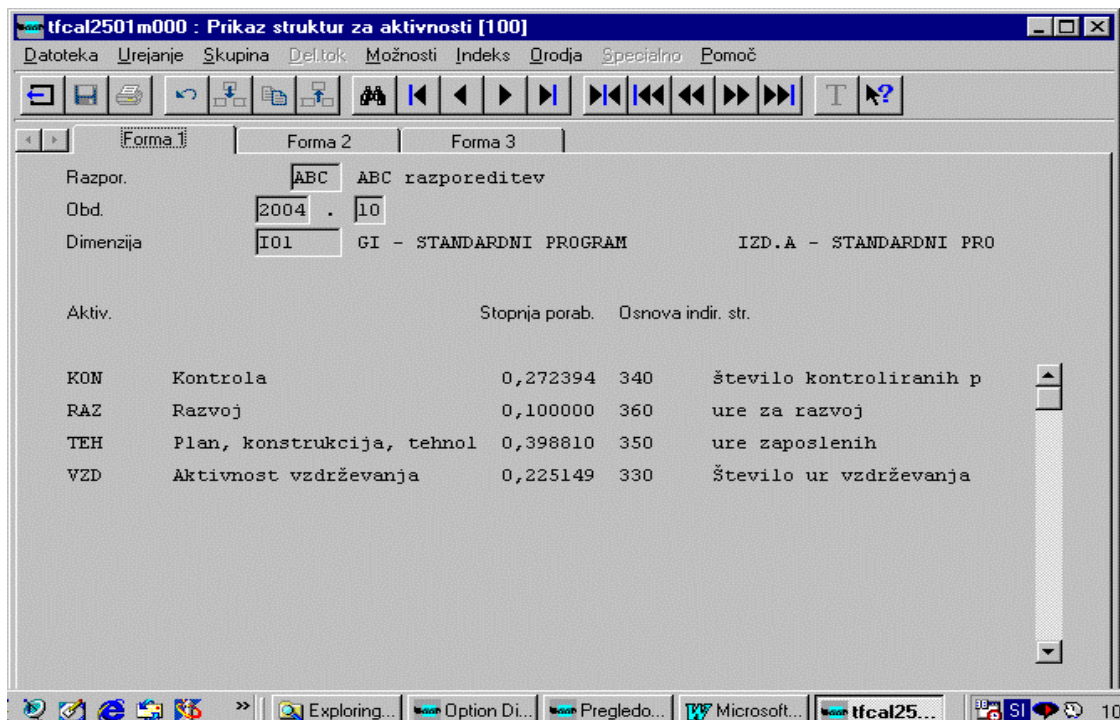 tfcal2501m000 : Prikaz struktur za aktivnosti [100]
Datoteka Urejanje Skupina Del.tok Možnosti Indeks Orodja Specialno Pomoč
Forma 1 Forma 2 Forma 3
Razpor. ABC ABC razporeditev
Obd. 2004 . 10
Dimenzija I01 GI - STANDARDNI PROGRAM IZD.A - STANDARDNI PRO
Aktiv. Stopnja porab. Osnova indir. str.
KON Kontrola 0,272394 340 število kontroliranih p
RAZ Razvoj 0,100000 360 ure za razvoj
TEH Plan, konstrukcija, tehnol 0,398810 350 ure zaposlenih
VZD Aktivnost vzdrževanja 0,225149 330 Število ur vzdrževanja
» Exploring... Option Di... Pregledo... Microsoft... tfcal25... SI